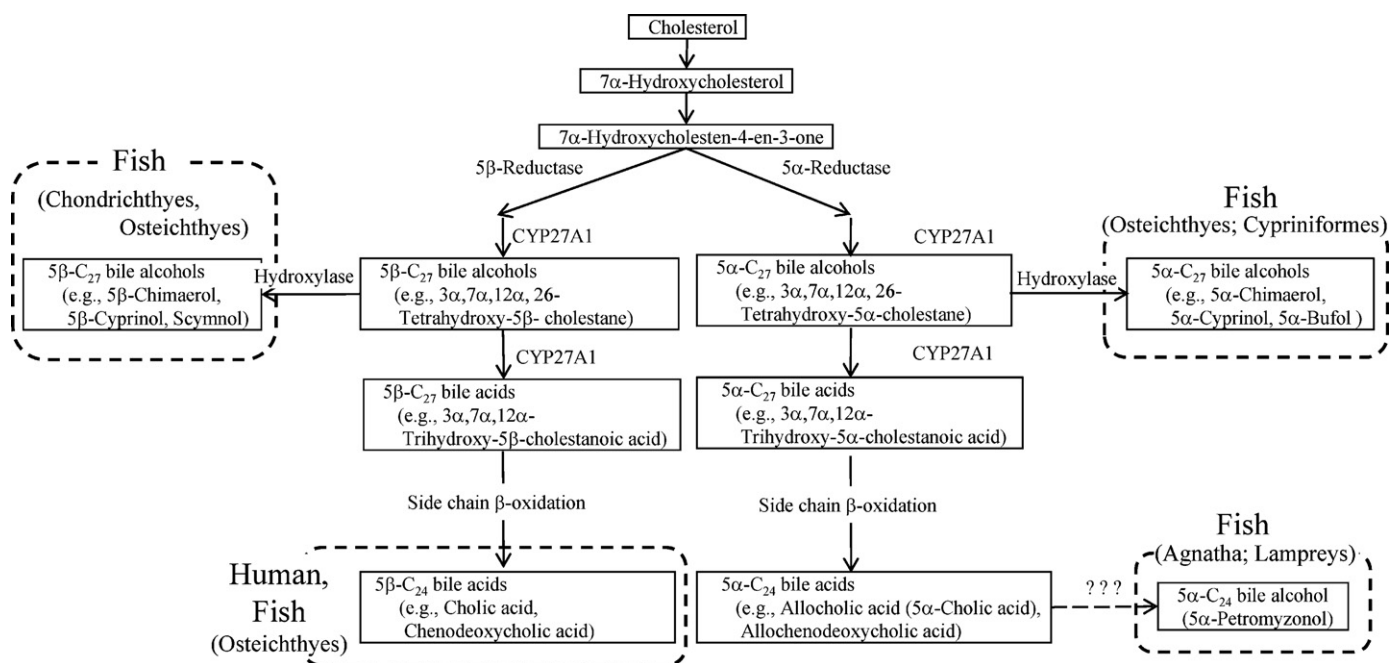 Cholesterol
7α-Hydroxycholesterol
7α-Hydroxycholesten-4-en-3-one
5β-Reductase
5α-Reductase
Fish
(Chondrichthyes,
Osteichthyes)
Fish
(Osteichthyes; Cypriniformes)
CYP27A1
CYP27A1
5β-C27 bile alcohols
(e.g., 5β-Chimaerol,
5β-Cyprinol, Scymnol)
Hydroxylase
5β-C27 bile alcohols
(e.g., 3α,7α,12α, 26-
Tetrahydroxy-5β- cholestane)
5α-C27 bile alcohols
(e.g., 3α,7α,12α, 26-
Tetrahydroxy-5α-cholestane)
Hydroxylase
5α-C27 bile alcohols
(e.g., 5α-Chimaerol,
5α-Cyprinol, 5α-Bufol )
CYP27A1
CYP27A1
5β-C27 bile acids
(e.g., 3α,7α,12α-
Trihydroxy-5β-cholestanoic acid)
5α-C27 bile acids
(e.g., 3α,7α,12α-
Trihydroxy-5α-cholestanoic acid)
Side chain β-oxidation
Side chain β-oxidation
Human,
Fish
(Osteichthyes)
5β-C24 bile acids
(e.g., Cholic acid,
Chenodeoxycholic acid)
5α-C24 bile acids
(e.g., Allocholic acid (5α-Cholic acid),
Allochenodeoxycholic acid)
? ? ?
Fish
(Agnatha; Lampreys)
5α-C24 bile alcohol
(5α-Petromyzonol)